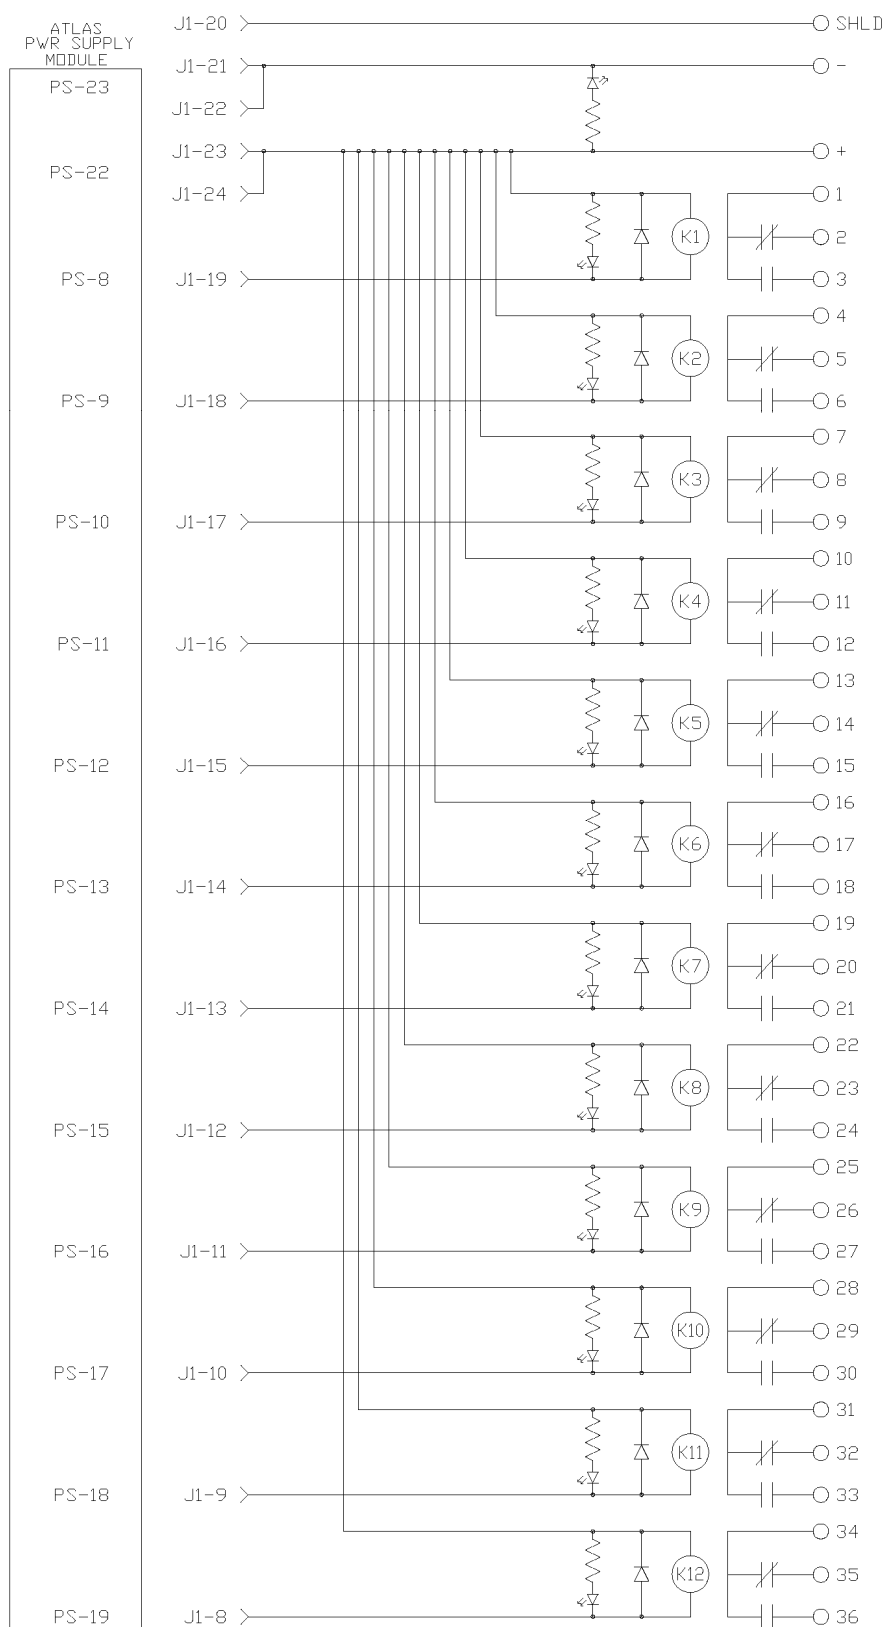 J1-20 SHLD
ATLAS
PWR SUPPLY
MODULE
J1-21 -
PS-23
J1-22
J1-23 +
PS-22
J1-24 1
K1 2
PS-8 J1-19 3
4
K2 5
PS-9 J1-18 6
7
K3 8
PS-10 J1-17 9
10
K4 11
PS-11 J1-16 12
13
K5 14
PS-12 J1-15 15
16
K6 17
PS-13 J1-14 18
19
K7 20
PS-14 J1-13 21
22
K8 23
PS-15 J1-12 24
25
K9 26
PS-16 J1-11 27
28
K10 29
PS-17 J1-10 30
31
K11 32
PS-18 J1-9 33
34
K12 35
PS-19 J1-8 36